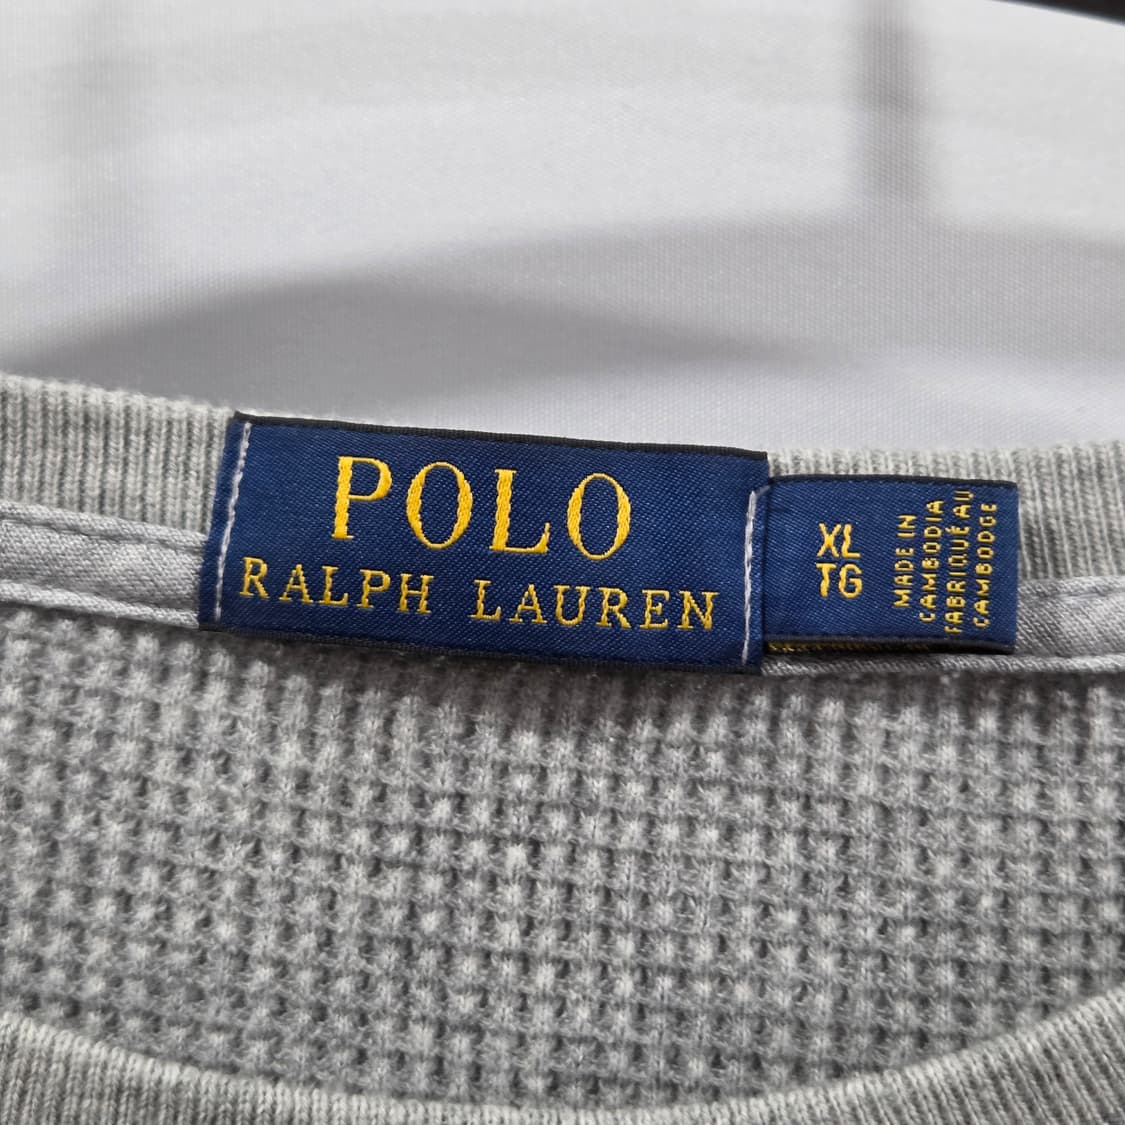 POLO
RALPH LAUREN
XL
TG
MADE IN
CAMBODIA
FABRIQUÉ AU
CAMBODGE